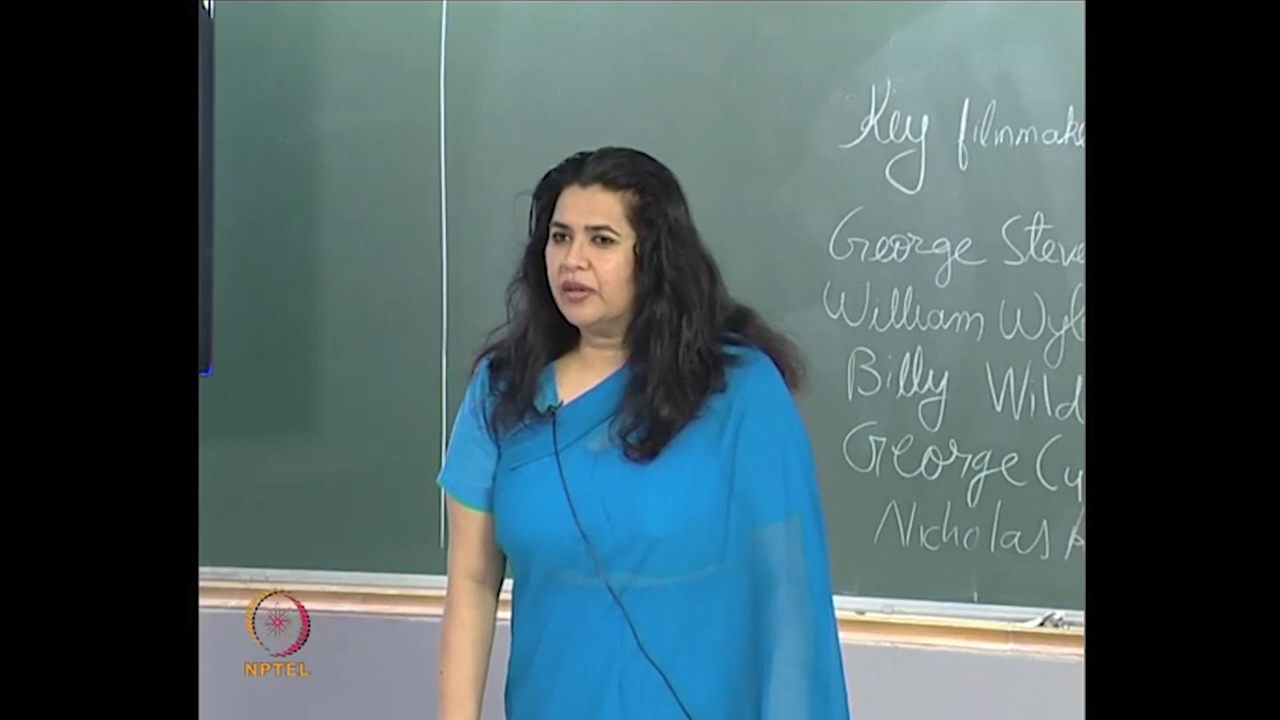 Key filmmake
George Steve
William Wyl
Billy Wild
George Cu
Nicholas
NPTEL